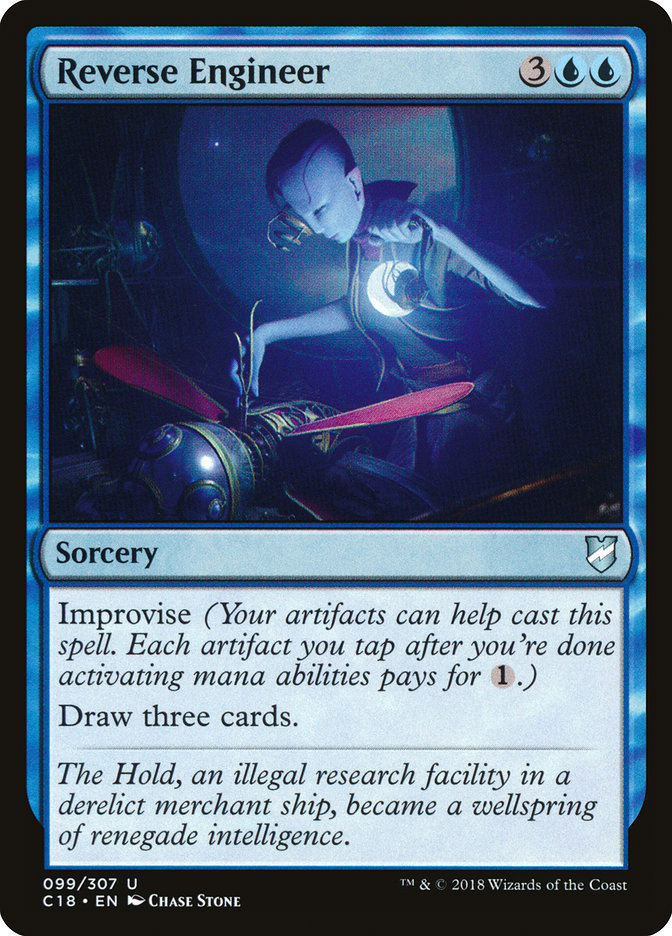 Reverse Engineer 3
Sorcery
Improvise (Your artifacts can help cast this
spell. Each artifact you tap after you're done
activating mana abilities pays for 1.)
Draw three cards.
The Hold, an illegal research facility in a
derelict merchant ship, became a wellspring
of renegade intelligence.
099/307 U
C18 • EN Chase Stone
™ & © 2018 Wizards of the Coast